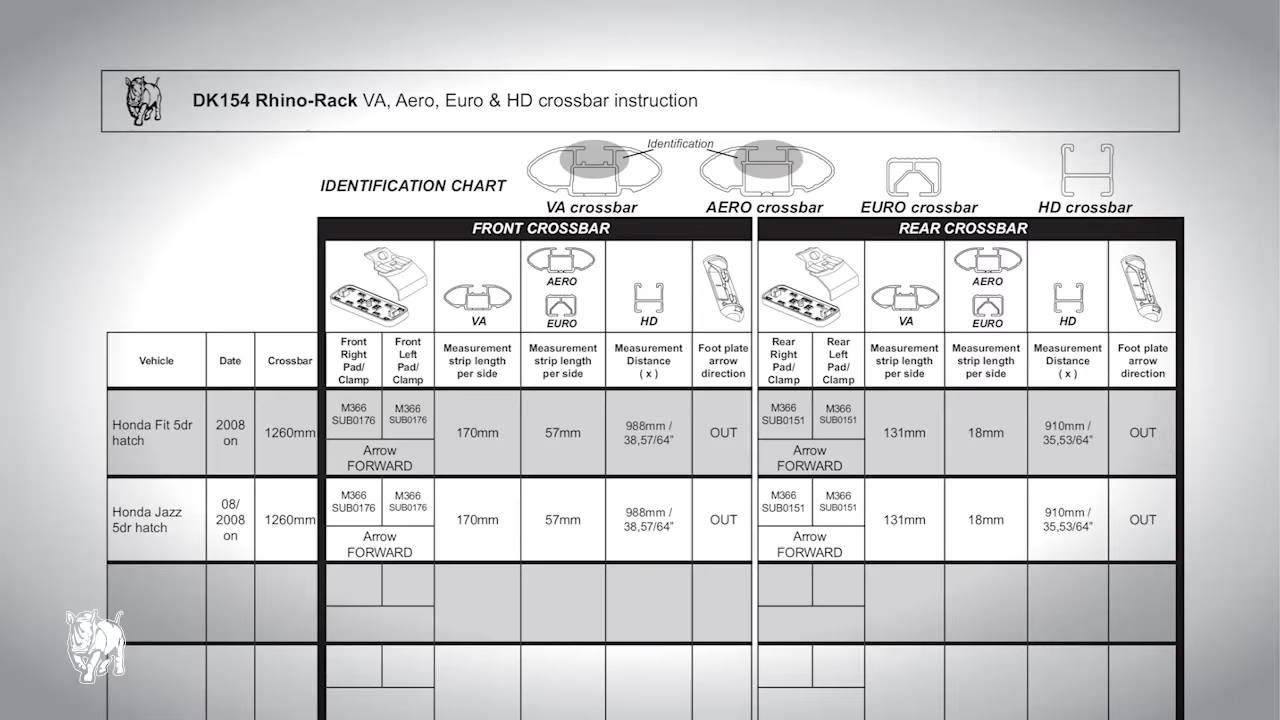 DK154 Rhino-Rack VA, Aero, Euro & HD crossbar instruction
Identification
IDENTIFICATION CHART
VA crossbar
AERO crossbar
EURO crossbar
HD crossbar
FRONT CROSSBAR
REAR CROSSBAR
VA
AERO
EURO
HD
VA
AERO
EURO
HD
Vehicle
Date
Crossbar
Front
Right
Pad/
Clamp
Front
Left
Pad/
Clamp
Measurement
strip length
per side
Measurement
strip length
per side
Measurement
Distance
( x )
Foot plate
arrow
direction
Rear
Right
Pad/
Clamp
Rear
Left
Pad/
Clamp
Measurement
strip length
per side
Measurement
strip length
per side
Measurement
Distance
( x )
Foot plate
arrow
direction
Honda Fit 5dr
hatch
2008
on
1260mm
M366
SUB0176
M366
SUB0176
Arrow
FORWARD
170mm
57mm
988mm /
38,57/64"
OUT
M366
SUB0151
M366
SUB0151
Arrow
FORWARD
131mm
18mm
910mm /
35,53/64"
OUT
Honda Jazz
5dr hatch
08/
2008
on
1260mm
M366
SUB0176
M366
SUB0176
Arrow
FORWARD
170mm
57mm
988mm /
38,57/64"
OUT
M366
SUB0151
M366
SUB0151
Arrow
FORWARD
131mm
18mm
910mm /
35,53/64"
OUT